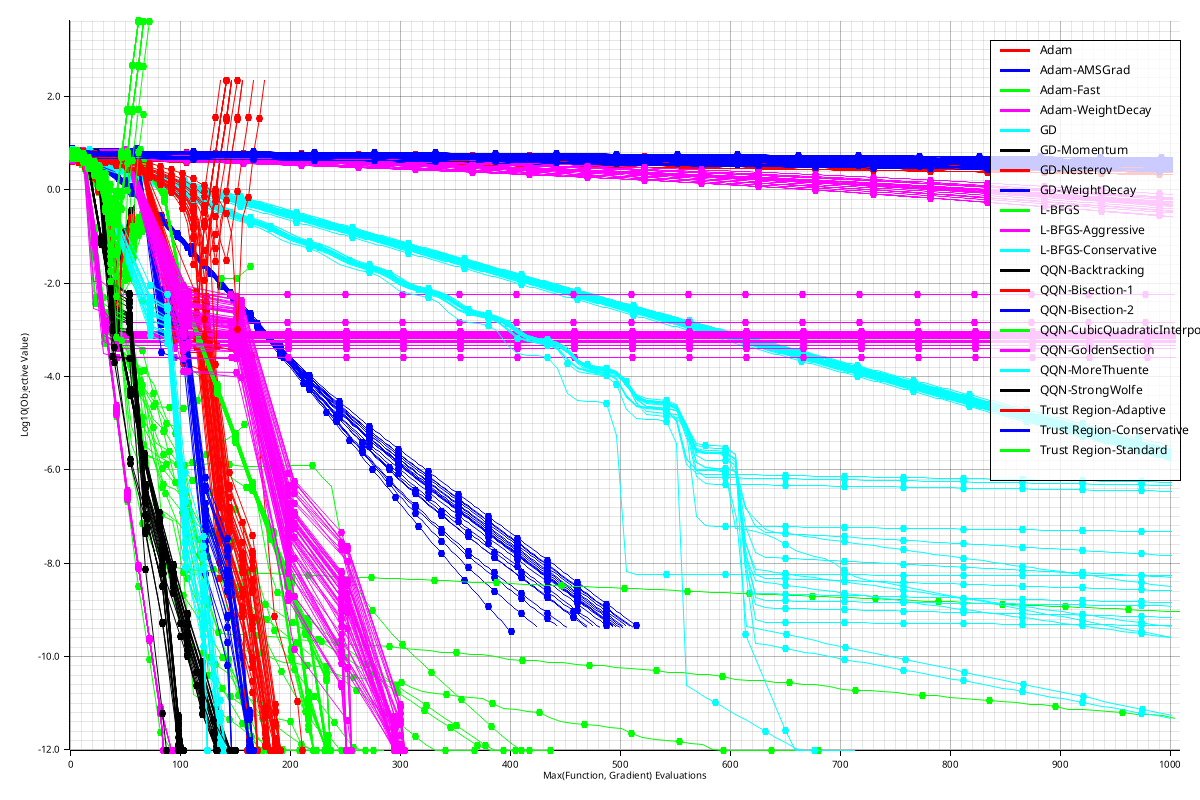 2.0
0.0
-2.0
-4.0
-6.0
-8.0
-10.0
-12.0
Log10(Objective Value)
0 100 200 300 400 500 600 700 800 900 1000
Max(Function, Gradient) Evaluations
Adam
Adam-AMSGrad
Adam-Fast
Adam-WeightDecay
GD
GD-Momentum
GD-Nesterov
GD-WeightDecay
L-BFGS
L-BFGS-Aggressive
L-BFGS-Conservative
QQN-Backtracking
QQN-Bisection-1
QQN-Bisection-2
QQN-CubicQuadraticInterpo
QQN-GoldenSection
QQN-MoreThuente
QQN-StrongWolfe
Trust Region-Adaptive
Trust Region-Conservative
Trust Region-Standard